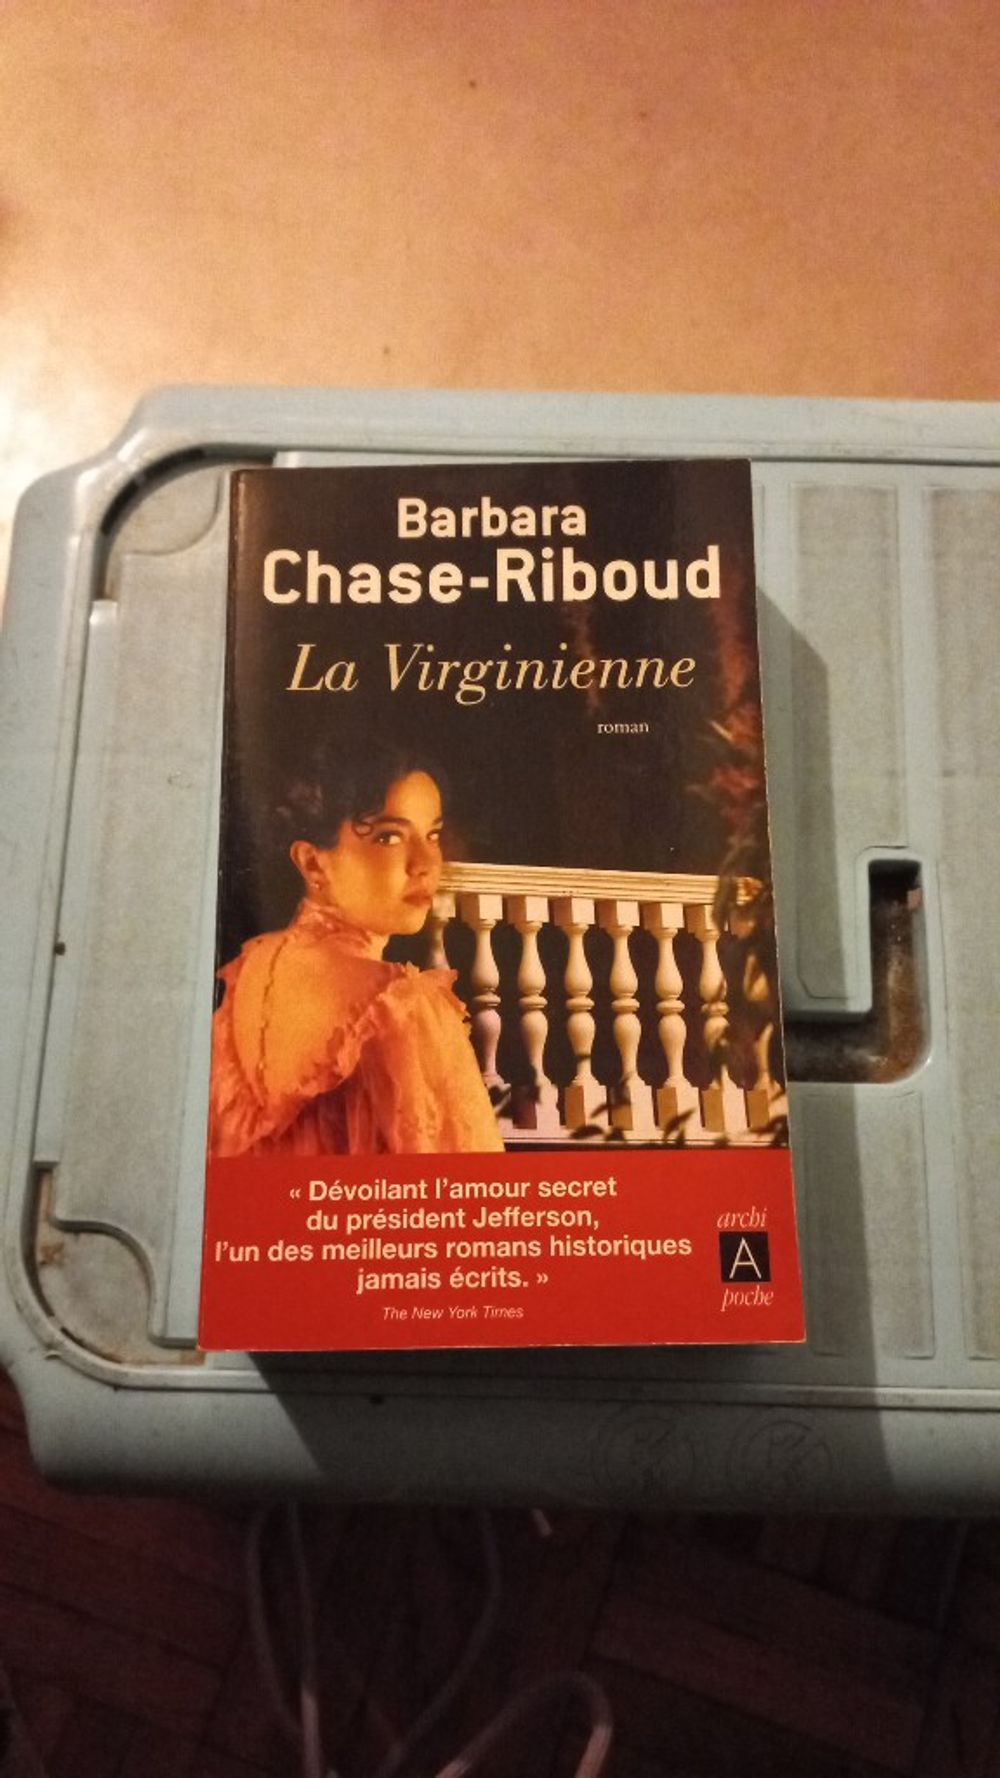 Barbara
Chase-Riboud
La Virginienne
roman
« Dévoilant l'amour secret
du président Jefferson,
l'un des meilleurs romans historiques
jamais écrits. »
The New York Times
archi
A
poche